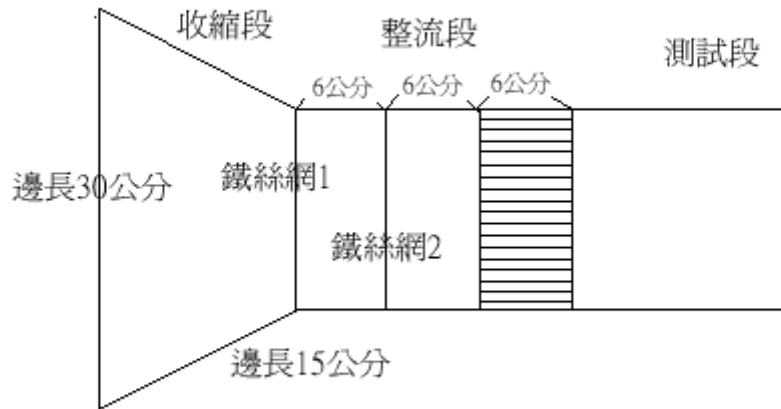 收縮段
整流段
測試段
6公分
6公分
6公分
邊長30公分
鐵絲網1
鐵絲網2
邊長15公分